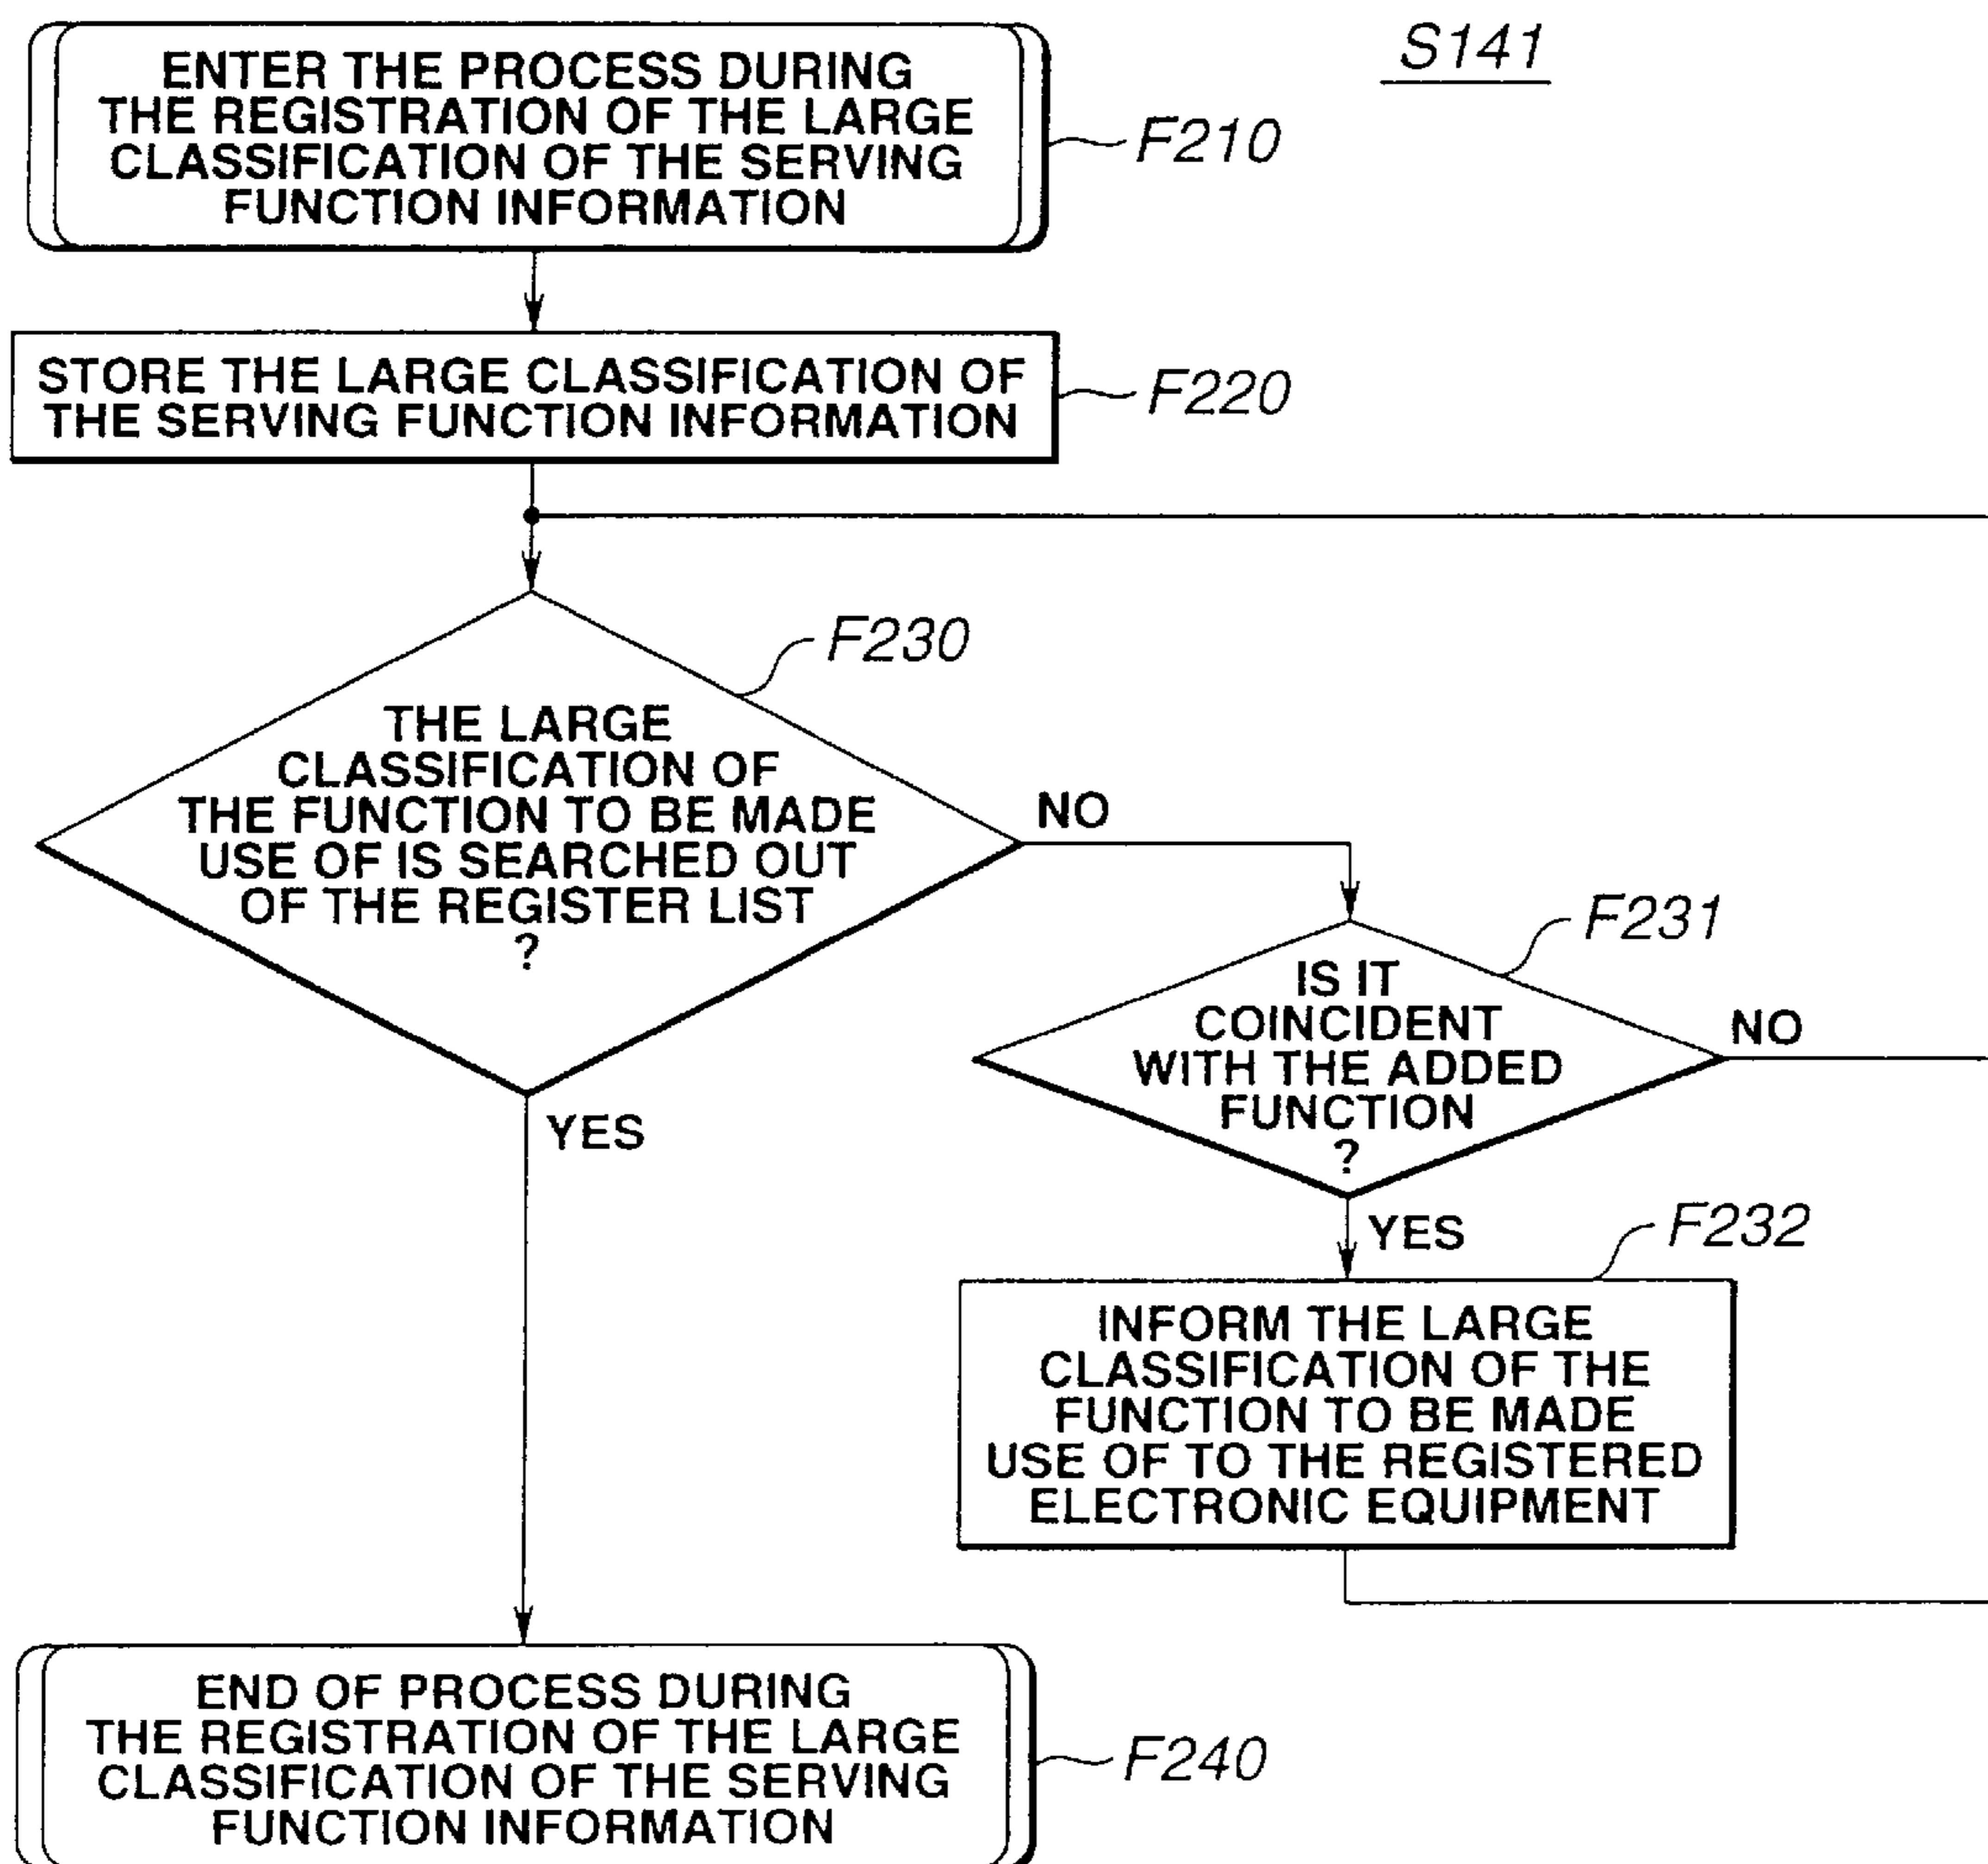 S141
ENTER THE PROCESS DURING
THE REGISTRATION OF THE LARGE
CLASSIFICATION OF THE SERVING
FUNCTION INFORMATION
F210
STORE THE LARGE CLASSIFICATION OF
THE SERVING FUNCTION INFORMATION
F220
F230
THE LARGE
CLASSIFICATION OF
THE FUNCTION TO BE MADE
USE OF IS SEARCHED OUT
OF THE REGISTER LIST
?
NO
YES
F231
IS IT
COINCIDENT
WITH THE ADDED
FUNCTION
?
NO
YES
F232
INFORM THE LARGE
CLASSIFICATION OF THE
FUNCTION TO BE MADE
USE OF TO THE REGISTERED
ELECTRONIC EQUIPMENT
END OF PROCESS DURING
THE REGISTRATION OF THE LARGE
CLASSIFICATION OF THE SERVING
FUNCTION INFORMATION
F240